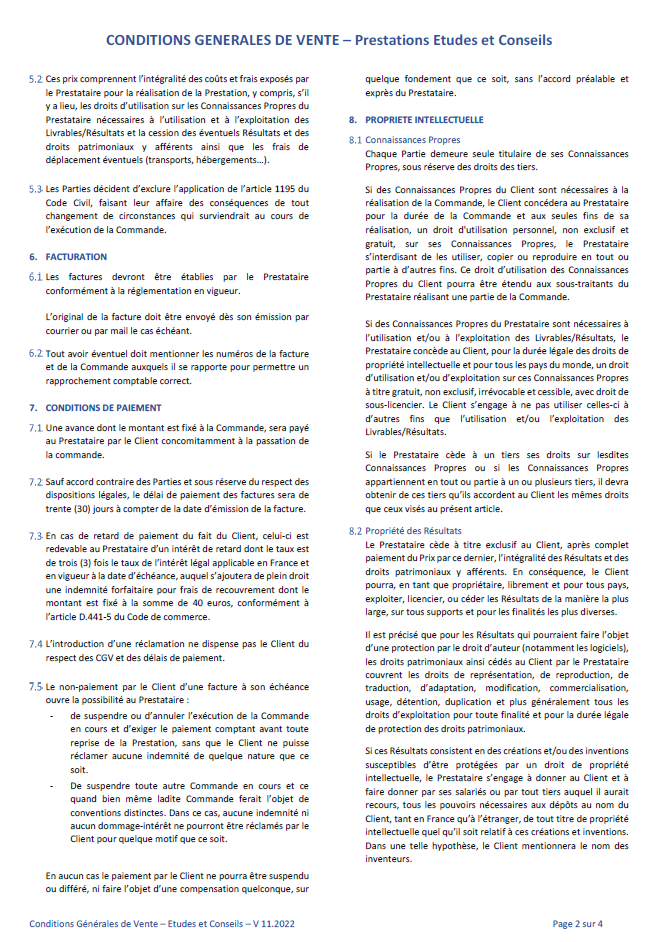 CONDITIONS GENERALES DE VENTE – Prestations Etudes et Conseils
5.2 Ces prix comprennent l’intégralité des coûts et frais exposés par
le Prestataire pour la réalisation de la Prestation, y compris, s’il
y a lieu, les droits d’utilisation sur les Connaissances Propres du
Prestataire nécessaires à l’utilisation et à l’exploitation des
Livrables/Résultats et la cession des éventuels Résultats et des
droits patrimoniaux y afférents ainsi que les frais de
déplacement éventuels (transports, hébergements…).
5.3 Les Parties décident d’exclure l’application de l’article 1195 du
Code Civil, faisant leur affaire des conséquences de tout
changement de circonstances qui surviendrait au cours de
l’exécution de la Commande.
6. FACTURATION
6.1 Les factures devront être établies par le Prestataire
conformément à la réglementation en vigueur.
L’original de la facture doit être envoyé dès son émission par
courrier ou par mail le cas échéant.
6.2 Tout avoir éventuel doit mentionner les numéros de la facture
et de la Commande auxquels il se rapporte pour permettre un
rapprochement comptable correct.
7. CONDITIONS DE PAIEMENT
7.1 Une avance dont le montant est fixé à la Commande, sera payé
au Prestataire par le Client concomitamment à la passation de
la commande.
7.2 Sauf accord contraire des Parties et sous réserve du respect des
dispositions légales, le délai de paiement des factures sera de
trente (30) jours à compter de la date d’émission de la facture.
7.3 En cas de retard de paiement du fait du Client, celui-ci est
redevable au Prestataire d’un intérêt de retard dont le taux est
de trois (3) fois le taux de l’intérêt légal applicable en France et
en vigueur à la date d’échéance, auquel s’ajoutera de plein droit
une indemnité forfaitaire pour frais de recouvrement dont le
montant est fixé à la somme de 40 euros, conformément à
l’article D.441-5 du Code de commerce.
7.4 L’introduction d’une réclamation ne dispense pas le Client du
respect des CGV et des délais de paiement.
7.5 Le non-paiement par le Client d’une facture à son échéance
ouvre la possibilité au Prestataire :
- de suspendre ou d’annuler l’exécution de la Commande
en cours et d’exiger le paiement comptant avant toute
reprise de la Prestation, sans que le Client ne puisse
réclamer aucune indemnité de quelque nature que ce
soit.
- De suspendre toute autre Commande en cours et ce
quand bien même ladite Commande ferait l’objet de
conventions distinctes. Dans ce cas, aucune indemnité ni
aucun dommage-intérêt ne pourront être réclamés par le
Client pour quelque motif que ce soit.
En aucun cas le paiement par le Client ne pourra être suspendu
ou différé, ni faire l’objet d’une compensation quelconque, sur
quelque fondement que ce soit, sans l’accord préalable et
exprès du Prestataire.
8. PROPRIETE INTELLECTUELLE
8.1 Connaissances Propres
Chaque Partie demeure seule titulaire de ses Connaissances
Propres, sous réserve des droits des tiers.
Si des Connaissances Propres du Client sont nécessaires à la
réalisation de la Commande, le Client concédera au Prestataire
pour la durée de la Commande et aux seules fins de sa
réalisation, un droit d’utilisation personnel, non exclusif et
gratuit, sur ses Connaissances Propres, le Prestataire
s’interdisant de les utiliser, copier ou reproduire en tout ou
partie à d’autres fins. Ce droit d’utilisation des Connaissances
Propres du Client pourra être étendu aux sous-traitants du
Prestataire réalisant une partie de la Commande.
Si des Connaissances Propres du Prestataire sont nécessaires à
l’utilisation et/ou à l’exploitation des Livrables/Résultats, le
Prestataire concède au Client, pour la durée légale des droits de
propriété intellectuelle et pour tous les pays du monde, un droit
d’utilisation et/ou d’exploitation sur ces Connaissances Propres
à titre gratuit, non exclusif, irrévocable et cessible, avec droit de
sous-licencier. Le Client s’engage à ne pas utiliser celles-ci à
d’autres fins que l’utilisation et/ou l’exploitation des
Livrables/Résultats.
Si le Prestataire cède à un tiers ses droits sur lesdites
Connaissances Propres ou si les Connaissances Propres
appartiennent en tout ou partie à un ou plusieurs tiers, il devra
obtenir de ces tiers qu’ils accordent au Client les mêmes droits
que ceux visés au présent article.
8.2 Propriété des Résultats
Le Prestataire cède à titre exclusif au Client, après complet
paiement du Prix par ce dernier, l’intégralité des Résultats et des
droits patrimoniaux y afférents. En conséquence, le Client
pourra, en tant que propriétaire, librement et pour tous pays,
exploiter, licencier, ou céder les Résultats de la manière la plus
large, sur tous supports et pour les finalités les plus diverses.
Il est précisé que pour les Résultats qui pourraient faire l’objet
d’une protection par le droit d’auteur (notamment les logiciels),
les droits patrimoniaux ainsi cédés au Client par le Prestataire
couvrent les droits de représentation, de reproduction, de
traduction, d’adaptation, modification, commercialisation,
usage, détention, duplication et plus généralement tous les
droits d’exploitation pour toute finalité et pour la durée légale
de protection des droits patrimoniaux.
Si ces Résultats consistent en des créations et/ou des inventions
susceptibles d’être protégées par un droit de propriété
intellectuelle, le Prestataire s’engage à donner au Client et à
faire donner par ses salariés ou par tout tiers auquel il aurait
recours, tous les pouvoirs nécessaires aux dépôts au nom du
Client, tant en France qu’à l’étranger, de tout titre de propriété
intellectuelle quel qu’il soit relatif à ces créations et inventions.
Dans une telle hypothèse, le Client mentionnera le nom des
inventeurs.
Conditions Générales de Vente – Etudes et Conseils – V 11.2022
Page 2 sur 4